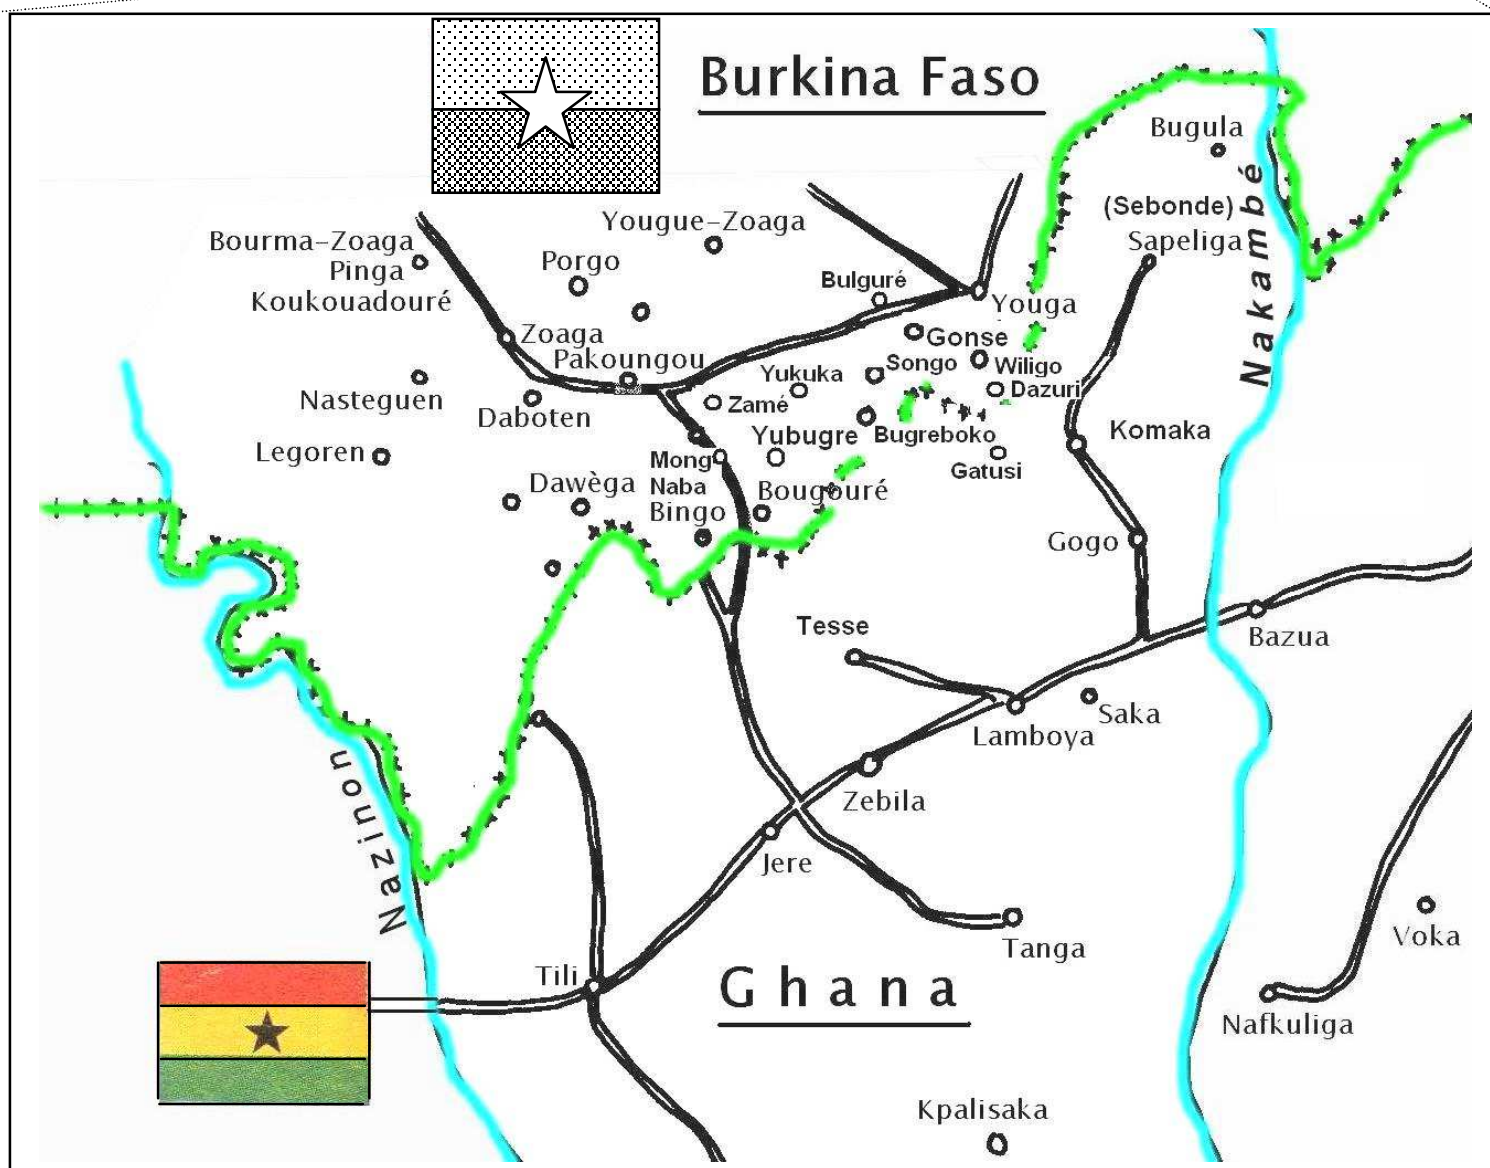 Burkina Faso
Bugula
Nakambé
(Sebonde)
Sapeliga
Yougue-Zoaga
Bourma-Zoaga
Pinga
Koukouadouré
Porgo
Bulguré
Youga
Zoaga
Gonse
Pakoungou
Songo
Wiligo
Yukuka
Dazuri
Nasteguen
Zamé
Daboten
Komaka
Yubugre
Bugreboko
Legoren
Mong
Gatusi
Naba
Dawèga
Bougouré
Bingo
Gogo
Tesse
Bazua
Saka
Lamboya
Nazinon
Zebila
Jere
Voka
Tanga
Tili
Ghana
Nafkuliga
Kpalisaka